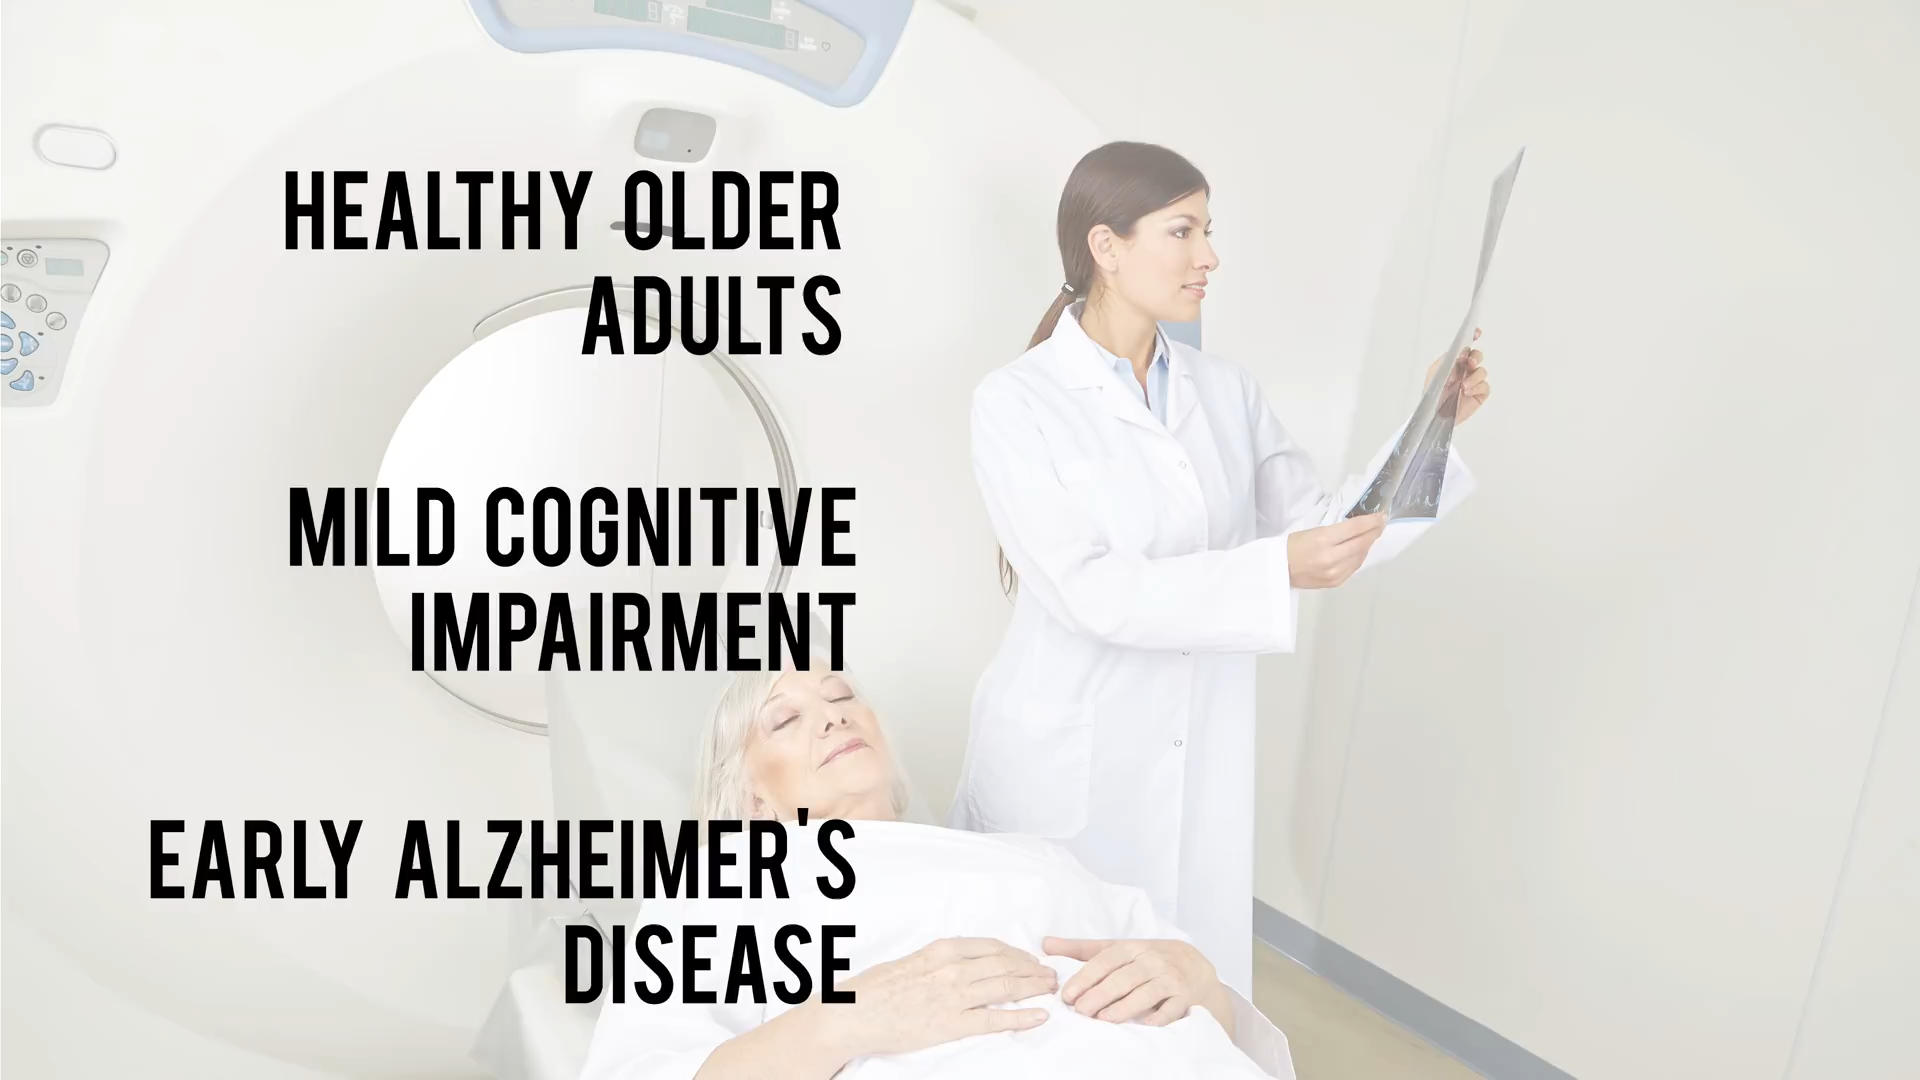 HEALTHY OLDER
ADULTS
MILD COGNITIVE
IMPAIRMENT
EARLY ALZHEIMER'S
DISEASE